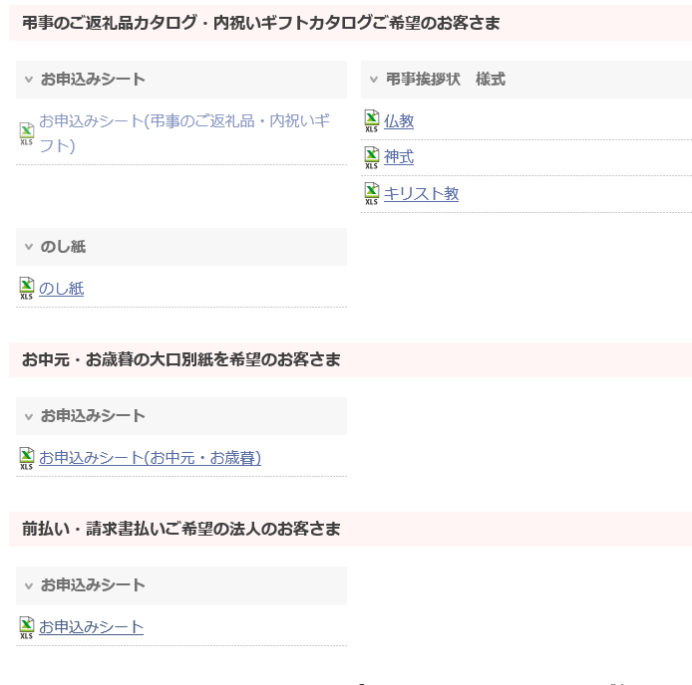 弔事のご返礼品カタログ・内祝いギフトカタログご希望のお客さま
お申込みシート
お申込みシート(弔事のご返礼品・内祝いギ
フト)
XLS
弔事挨拶状 様式
XLS 仏教
XLS 神式
XLS キリスト教
のし紙
XLS のし紙
お中元・お歳暮の大口別紙を希望のお客さま
お申込みシート
XLS お申込みシート(お中元・お歳暮)
前払い・請求書払いご希望の法人のお客さま
お申込みシート
XLS お申込みシート